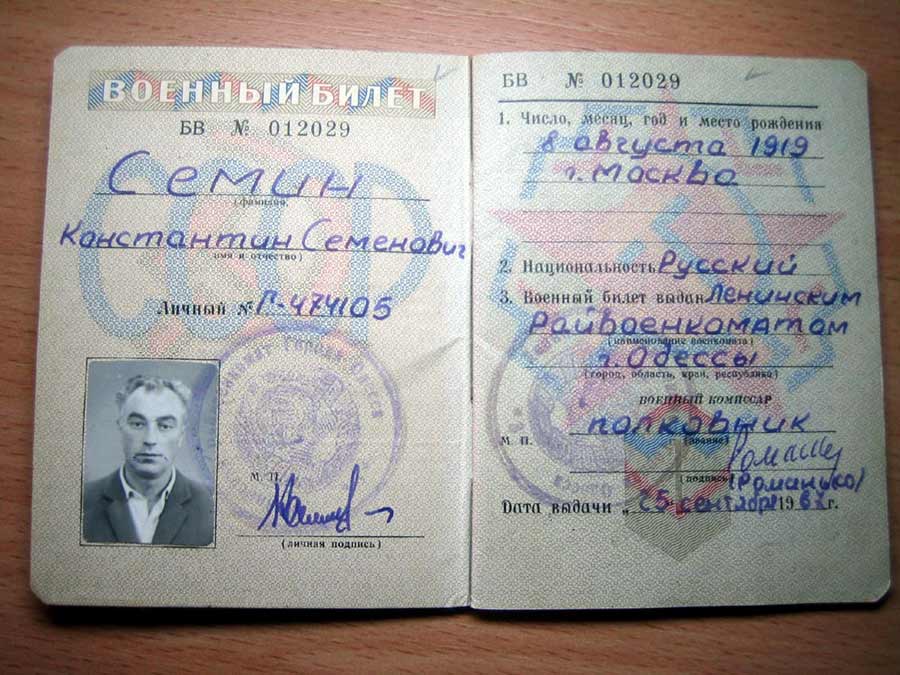 ВОЕННЫЙ БИЛЕТ
БВ № 012029
Семин
(фамилия)
Константин Семенович
имя и отчество)
Личный № Г-474105
М. П.
(личная подпись)
БВ № 012029
1. Число, месяц, год и место рождения
8 августа 1919
г. Москва
2. Национальность Русский
3. Военный билет выдан Ленинским
Райвоенкоматом
(наименование военкомата)
г. Одессы
(город, область, край, республика)
ВОЕННЫЙ КОМИССАР
полковник
М П. (звание)
(подпись)
(Романько)
Дата выдачи „25" сентября 1967 г.